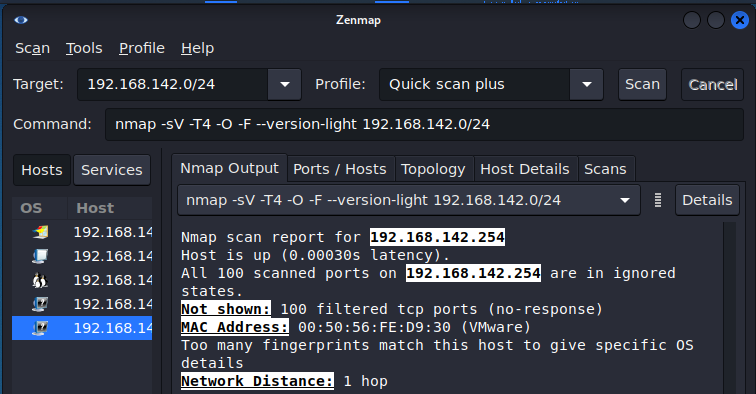 Zenmap
Scan Tools Profile Help
Target: 192.168.142.0/24 Profile: Quick scan plus Scan Cancel
Command: nmap -sV -T4 -O -F --version-light 192.168.142.0/24
Hosts Services
Nmap Output Ports / Hosts Topology Host Details Scans
nmap -sV -T4 -O -F --version-light 192.168.142.0/24 Details
OS Host
192.168.14
192.168.14
192.168.14
192.168.14
192.168.14
Nmap scan report for 192.168.142.254
Host is up (0.00030s latency).
All 100 scanned ports on 192.168.142.254 are in ignored
states.
Not shown: 100 filtered tcp ports (no-response)
MAC Address: 00:50:56:FE:D9:30 (VMware)
Too many fingerprints match this host to give specific OS
details
Network Distance: 1 hop